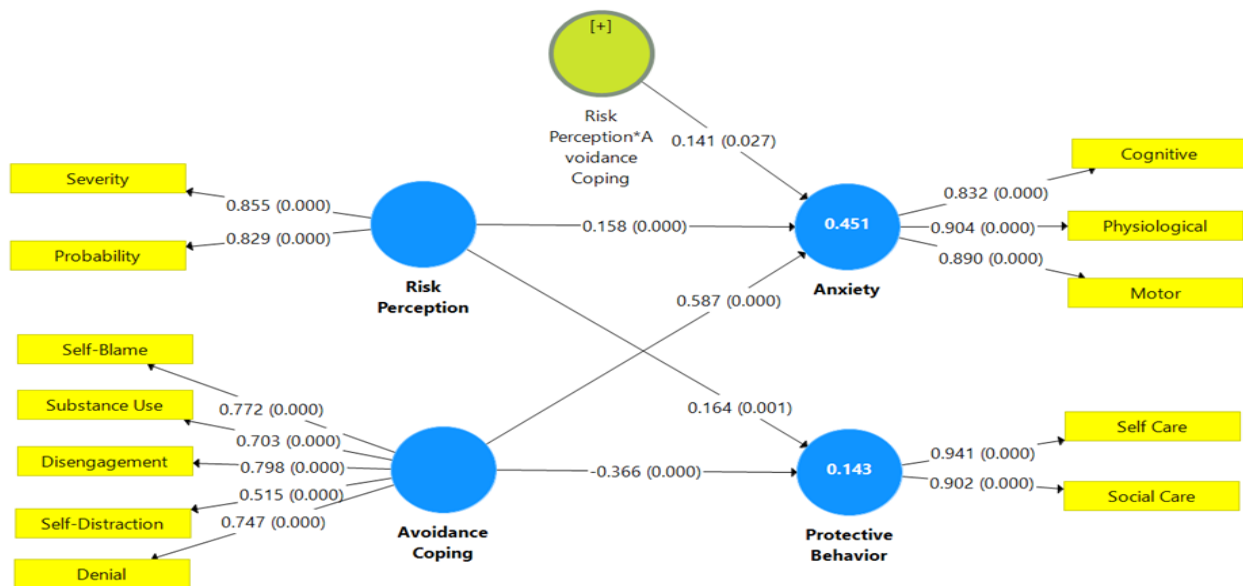 [+]
Risk
Perception*A
voidance
Coping
0.141 (0.027)
Severity
0.855 (0.000)
Probability
0.829 (0.000)
Risk
Perception
0.158 (0.000)
0.451
Anxiety
Cognitive
0.832 (0.000)
Physiological
0.904 (0.000)
Motor
0.890 (0.000)
0.587 (0.000)
0.164 (0.001)
Self-Blame
0.772 (0.000)
Substance Use
0.703 (0.000)
Disengagement
0.798 (0.000)
Self-Distraction
0.515 (0.000)
Denial
0.747 (0.000)
Avoidance
Coping
-0.366 (0.000)
0.143
Protective
Behavior
Self Care
0.941 (0.000)
Social Care
0.902 (0.000)